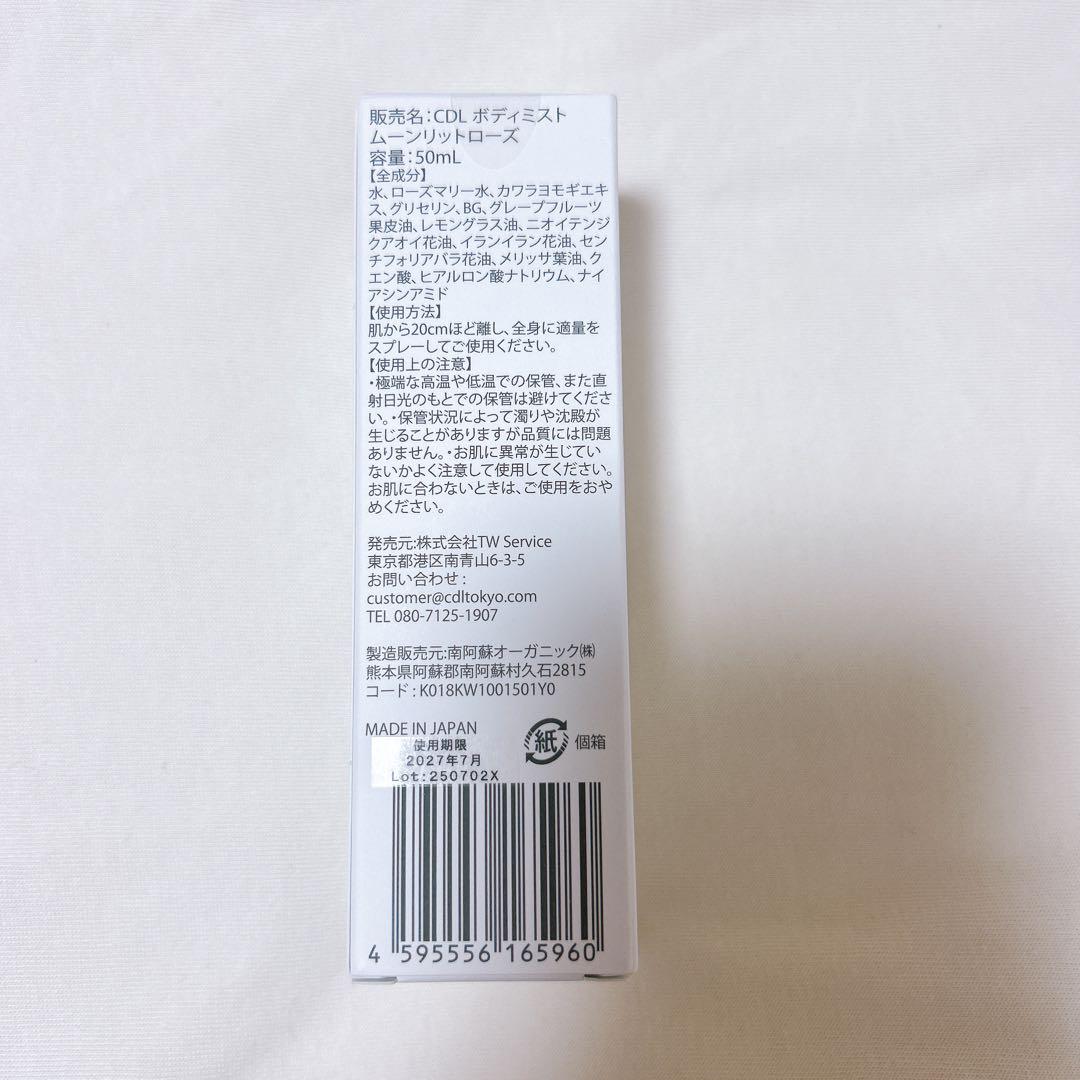 販売名:CDL ボディミスト
ムーンリットローズ
容量:50mL
【全成分】
水、ローズマリー水、カワラヨモギエキ
ス、グリセリン、BG、グレープフルーツ
果皮油、レモングラス油、ニオイテンジ
クアオイ花油、イランイラン花油、セン
チフォリアバラ花油、メリッサ葉油、ク
エン酸、ヒアルロン酸ナトリウム、ナイ
アシンアミド
【使用方法】
肌から20cmほど離し、全身に適量を
スプレーしてご使用ください。
【使用上の注意】
・極端な高温や低温での保管、また直
射日光のもとでの保管は避けてくださ
い。・保管状況によって濁りや沈殿が
生じることがありますが品質には問題
ありません。・お肌に異常が生じてい
ないかよく注意して使用してください。
お肌に合わないときは、ご使用をおや
めください。
発売元:株式会社TW Service
東京都港区南青山6-3-5
お問い合わせ :
customer@cdltokyo.com
TEL 080-7125-1907
製造販売元:南阿蘇オーガニック㈱
熊本県阿蘇郡南阿蘇村久石2815
コード : K018KW1001501Y0
MADE IN JAPAN
紙 個箱
使用期限
2027年7月
Lot:250702X
4 595556 165960